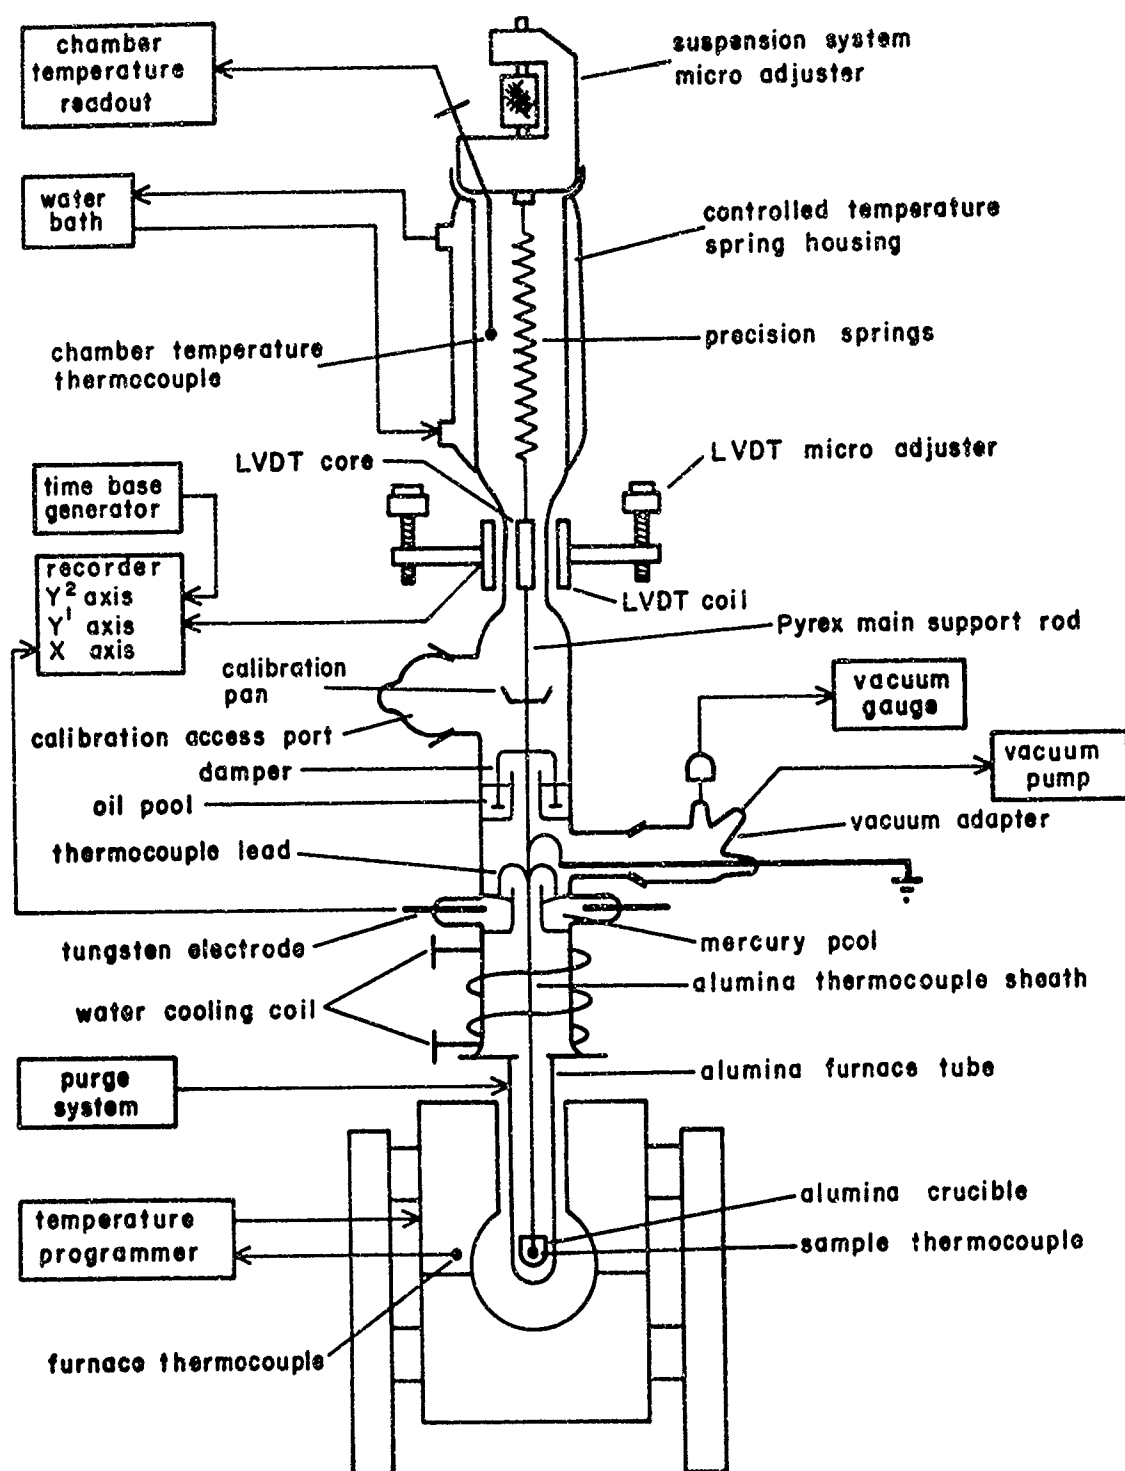 chamber
temperature
readout
suspension system
micro adjuster
water
bath
controlled temperature
spring housing
chamber temperature
thermocouple
precision springs
LVDT core
LVDT micro adjuster
time base
generator
recorder
Y² axis
Y¹ axis
X axis
LVDT coil
Pyrex main support rod
calibration
pan
vacuum
gauge
calibration access port
vacuum
pump
damper
oil pool
vacuum adapter
thermocouple lead
tungsten electrode
mercury pool
alumina thermocouple sheath
water cooling coil
purge
system
alumina furnace tube
temperature
programmer
alumina crucible
sample thermocouple
furnace thermocouple